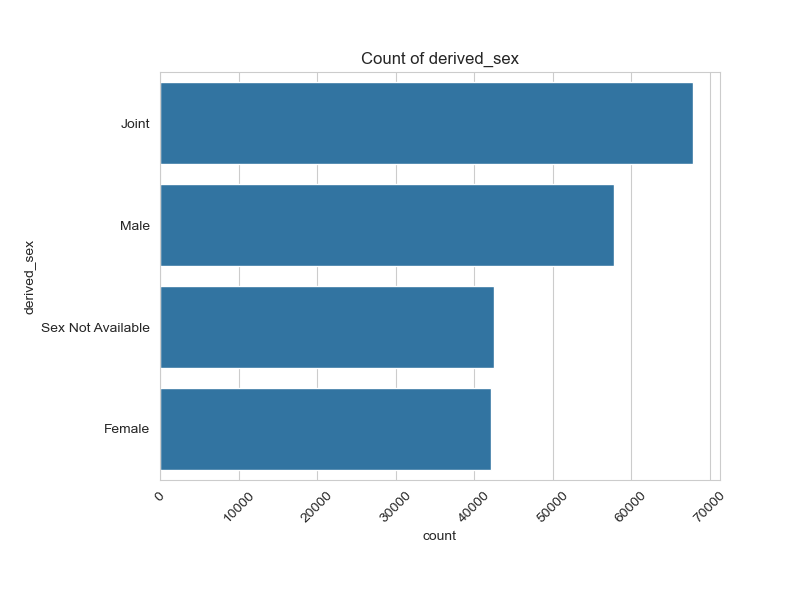 Count of derived_sex
derived_sex
Joint
Male
Sex Not Available
Female
0
10000
20000
30000
40000
50000
60000
70000
count